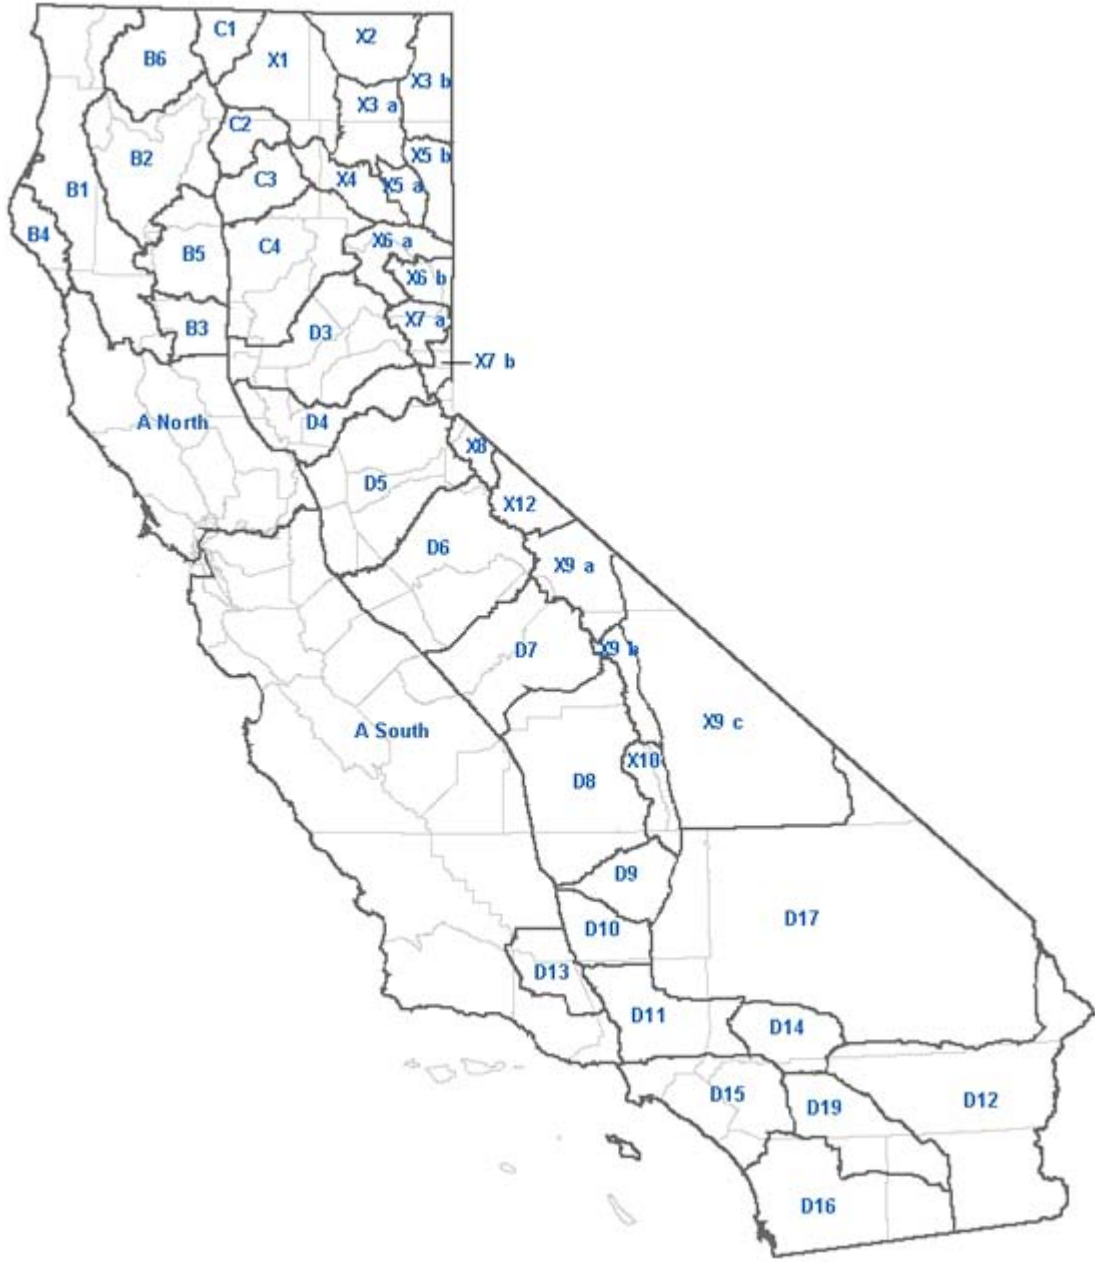 C1
X2
B6
X1
X3 b
X3 a
C2
B2
X5 b
C3
X4
X5 a
B1
B4
X6 a
C4
B5
X6 b
X7 a
B3
D3
X7 b
A North
D4
X8
D5
X12
D6
X9 a
D7
X9 b
X9 c
A South
X10
D8
D9
D17
D10
D13
D11
D14
D15
D12
D19
D16